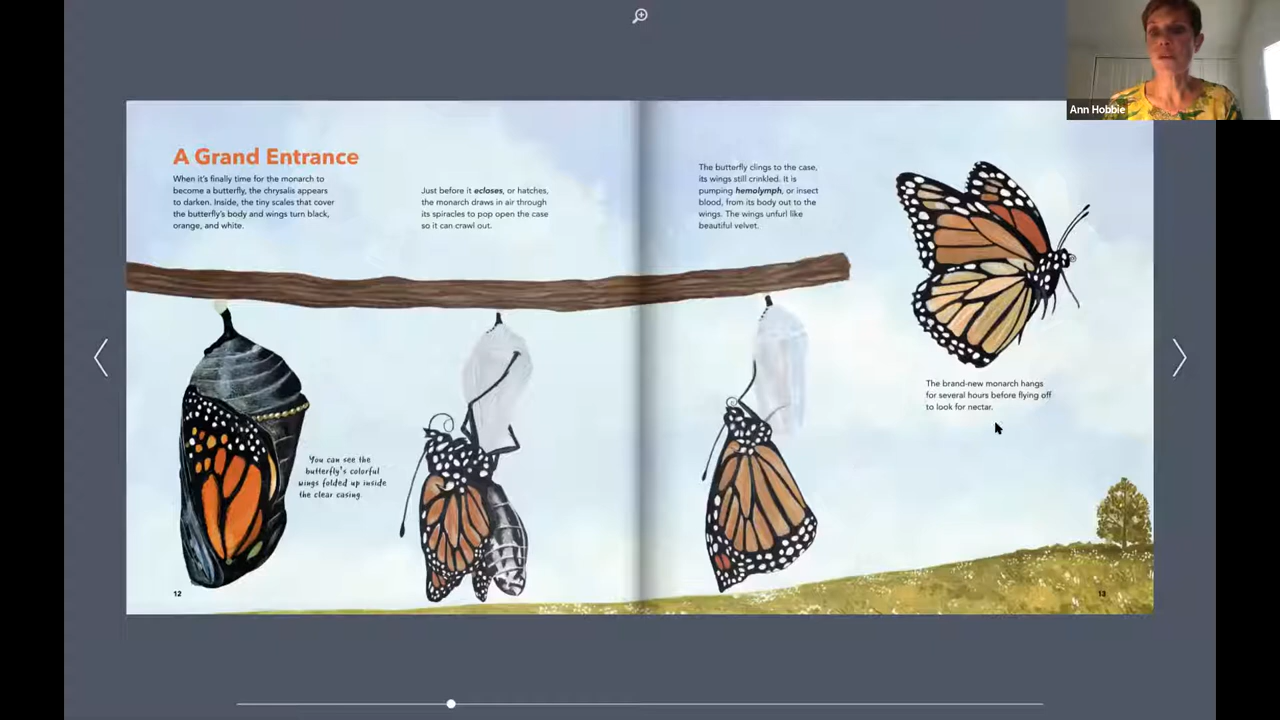 Ann Hobbie
A Grand Entrance
When it's finally time for the monarch to
become a butterfly, the chrysalis appears
to darken. Inside, the tiny scales that cover
the butterfly's body and wings turn black,
orange, and white.
Just before it ecloses, or hatches,
the monarch draws in air through
its spiracles to pop open the case
so it can crawl out.
You can see the
butterfly's colorful
wings folded up inside
the clear casing.
12
The butterfly clings to the case,
its wings still crinkled. It is
pumping hemolymph, or insect
blood, from its body out to the
wings. The wings unfurl like
beautiful velvet.
The brand-new monarch hangs
for several hours before flying off
to look for nectar.
13